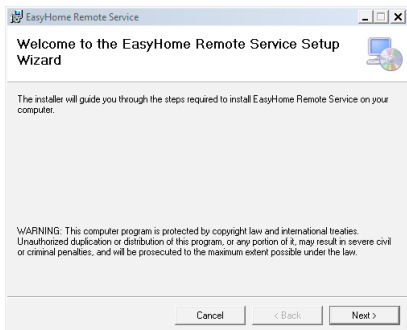 EasyHome Remote Service
Welcome to the EasyHome Remote Service Setup
Wizard
The installer will guide you through the steps required to install EasyHome Remote Service on your
computer.
WARNING: This computer program is protected by copyright law and international treaties.
Unauthorized duplication or distribution of this program, or any portion of it, may result in severe civil
or criminal penalties, and will be prosecuted to the maximum extent possible under the law.
Cancel
< Back
Next >